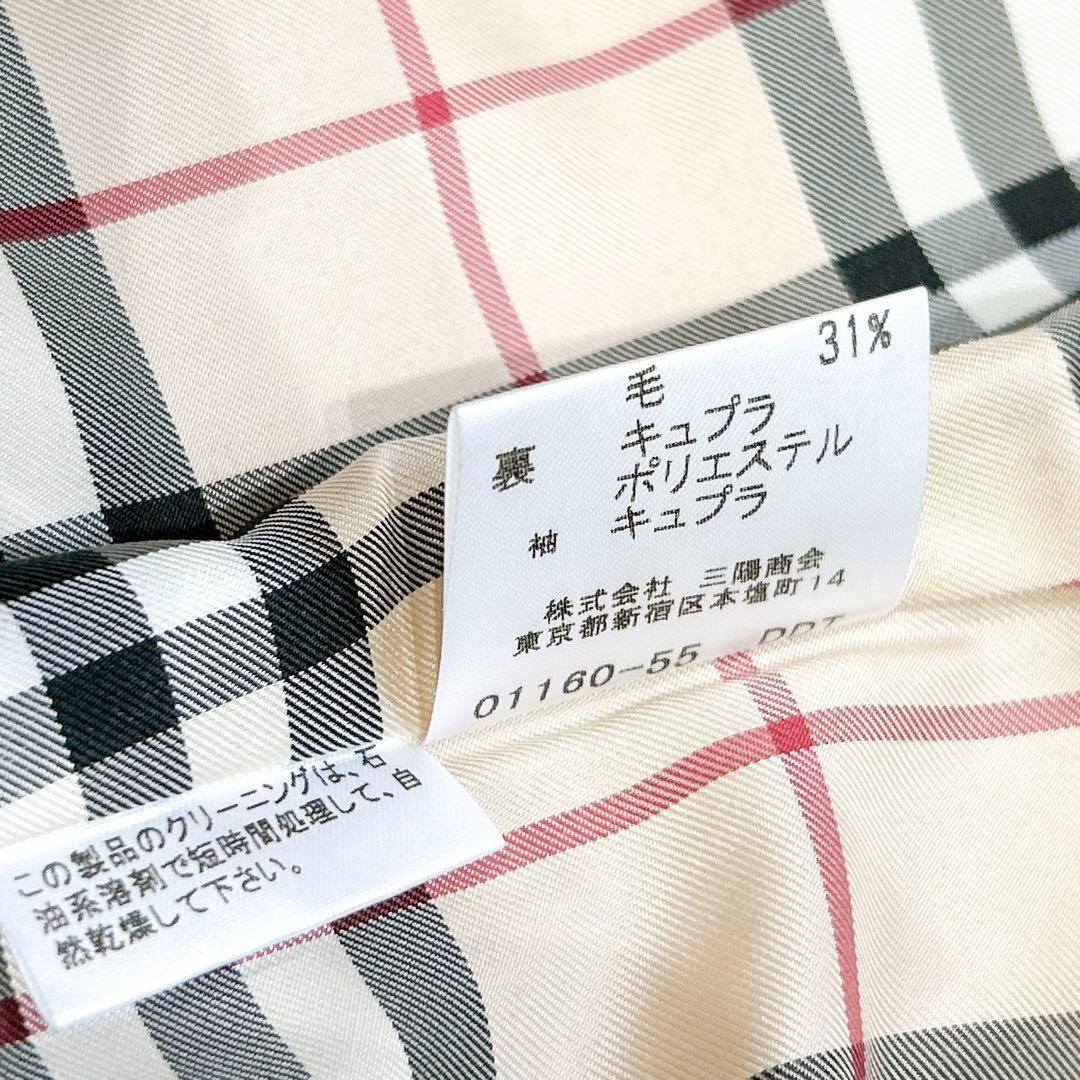 毛 31%
裏 キュプラ
ポリエステル
袖 キュプラ
株式会社 三陽商会
東京都新宿区本塩町14
01160-55
この製品のクリーニングは、石
油系溶剤で短時間処理して、自
然乾燥して下さい。